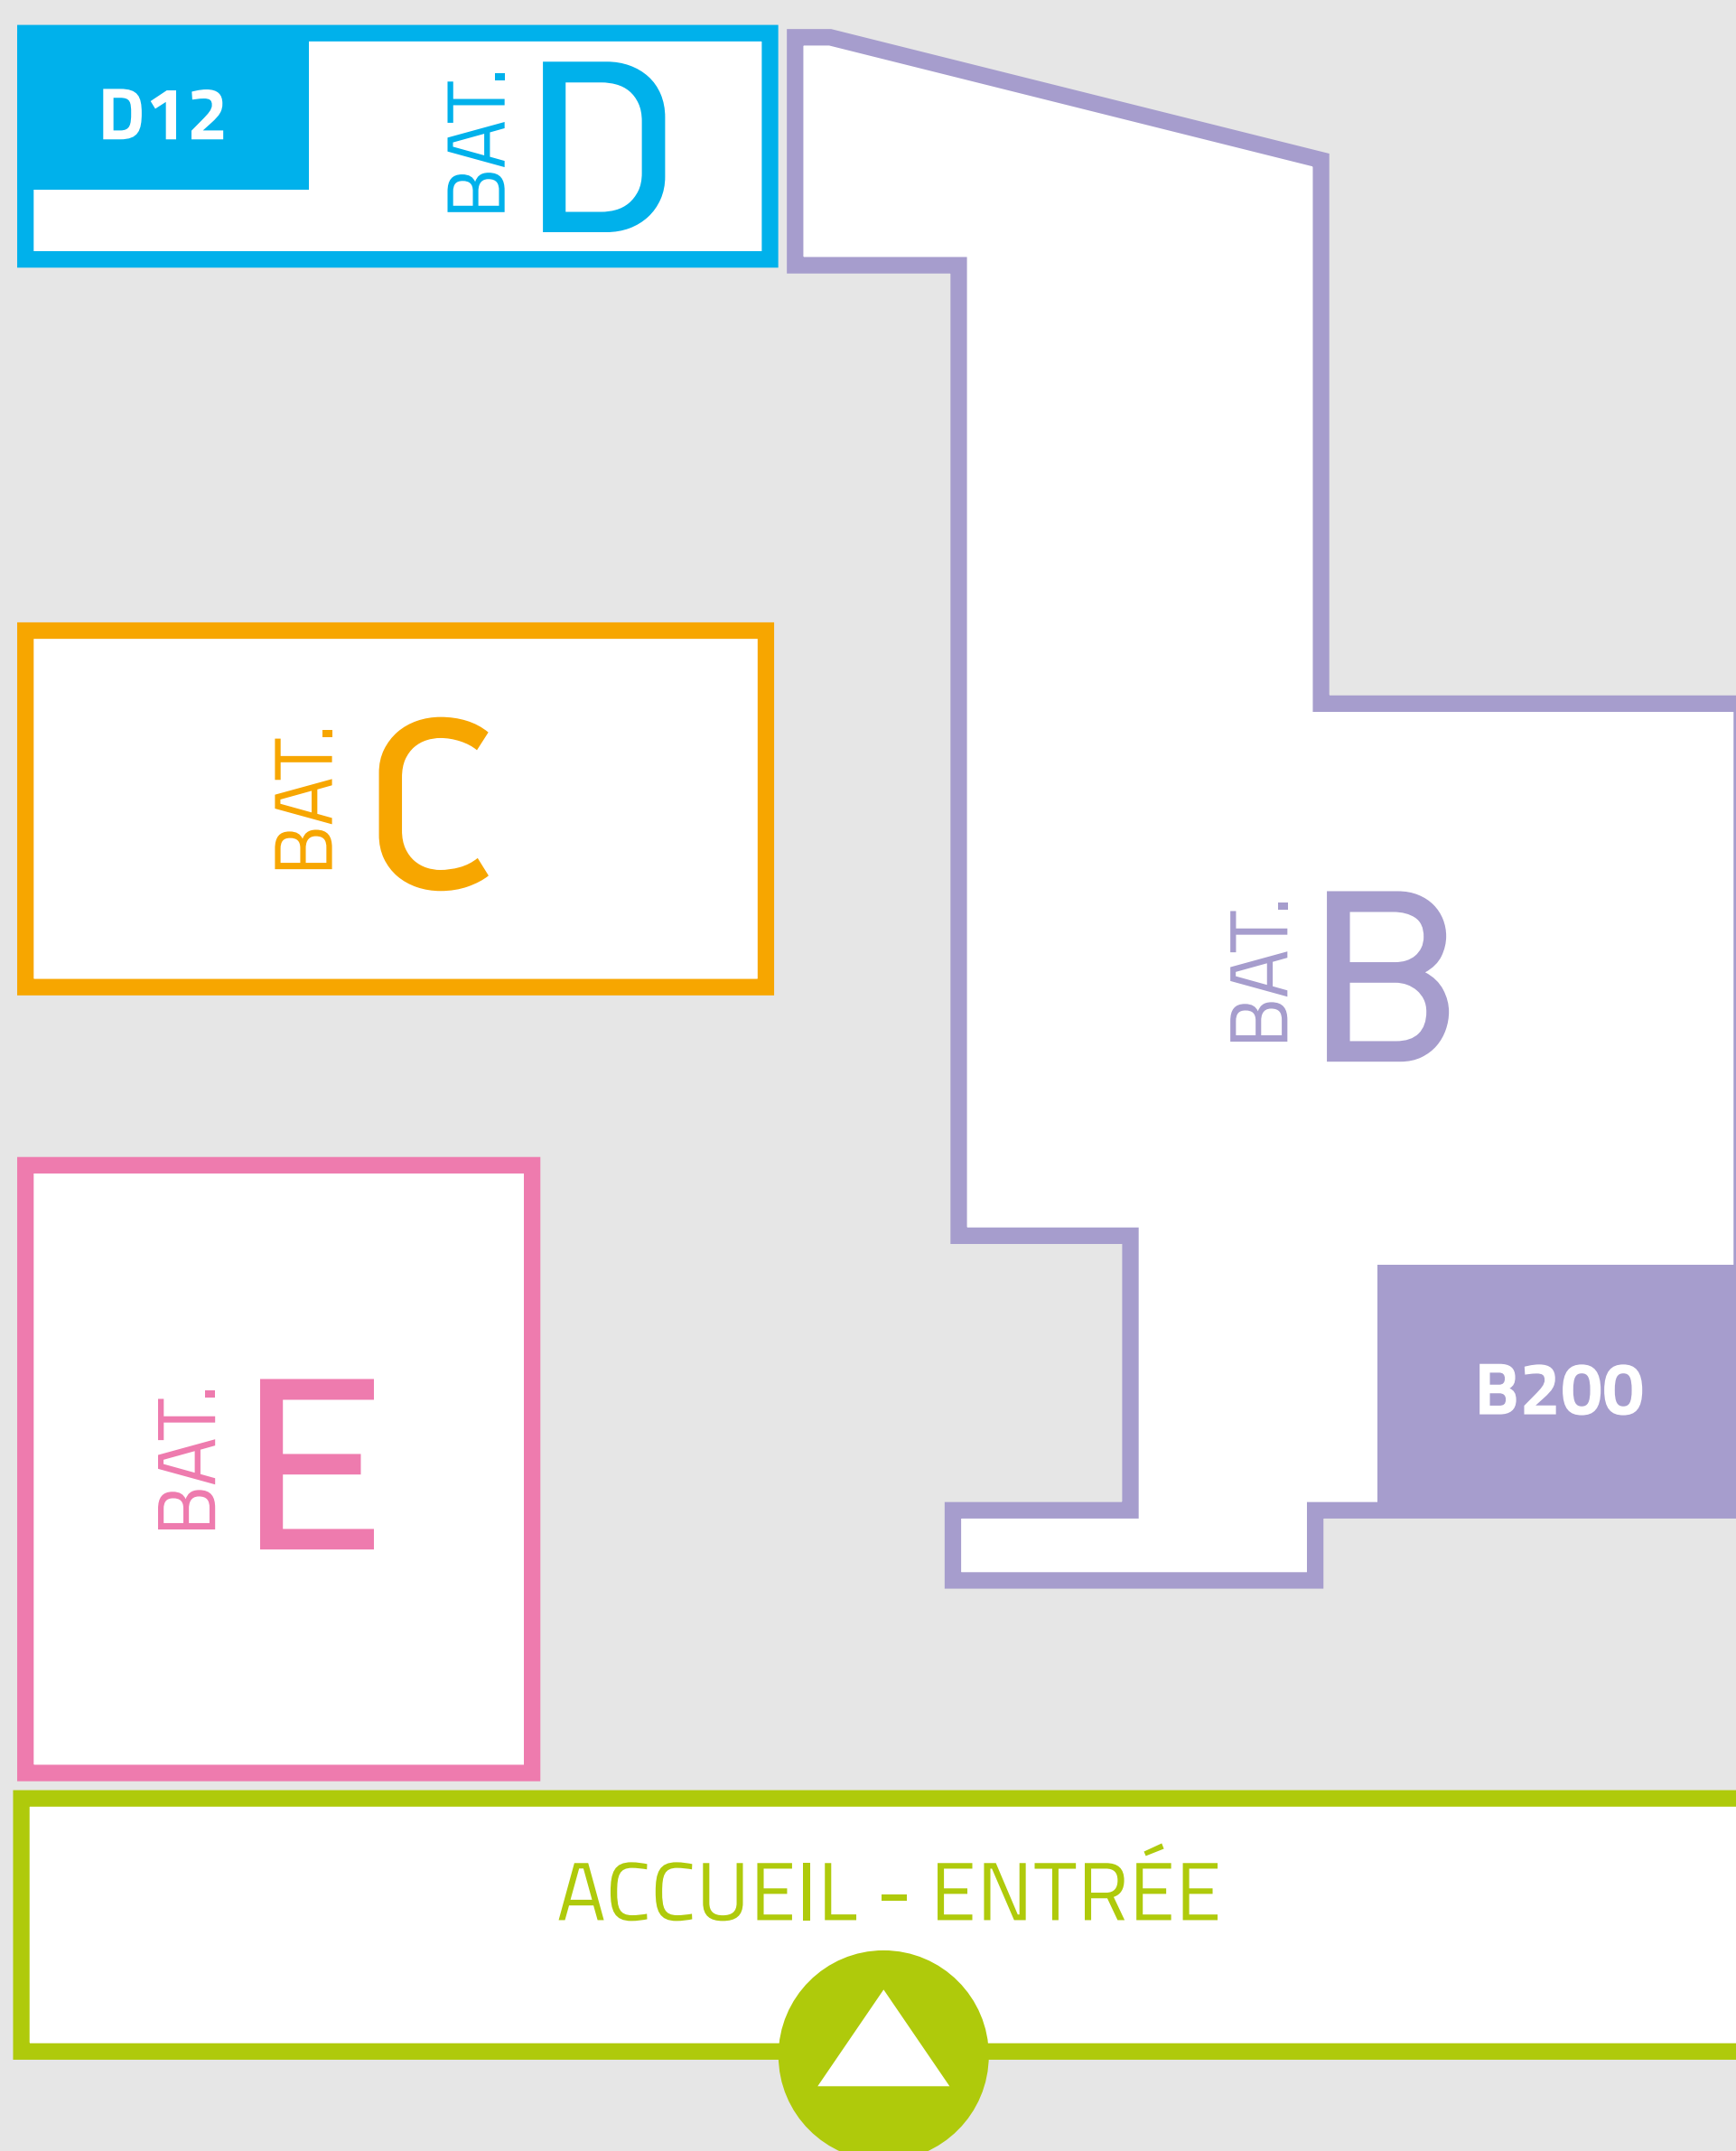 D12
BAT. D
BAT. C
BAT. B
BAT. E
B200
ACCUEIL - ENTRÉE